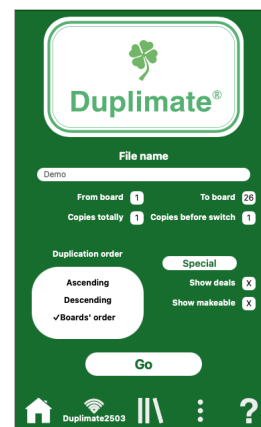 Duplimate®
File name
Demo
From board 1 To board 26
Copies totally 1 Copies before switch 1
Duplication order
Special
Ascending
Show deals X
Descending
Show makeable X
✓Boards' order
Go
Duplimate2503
?